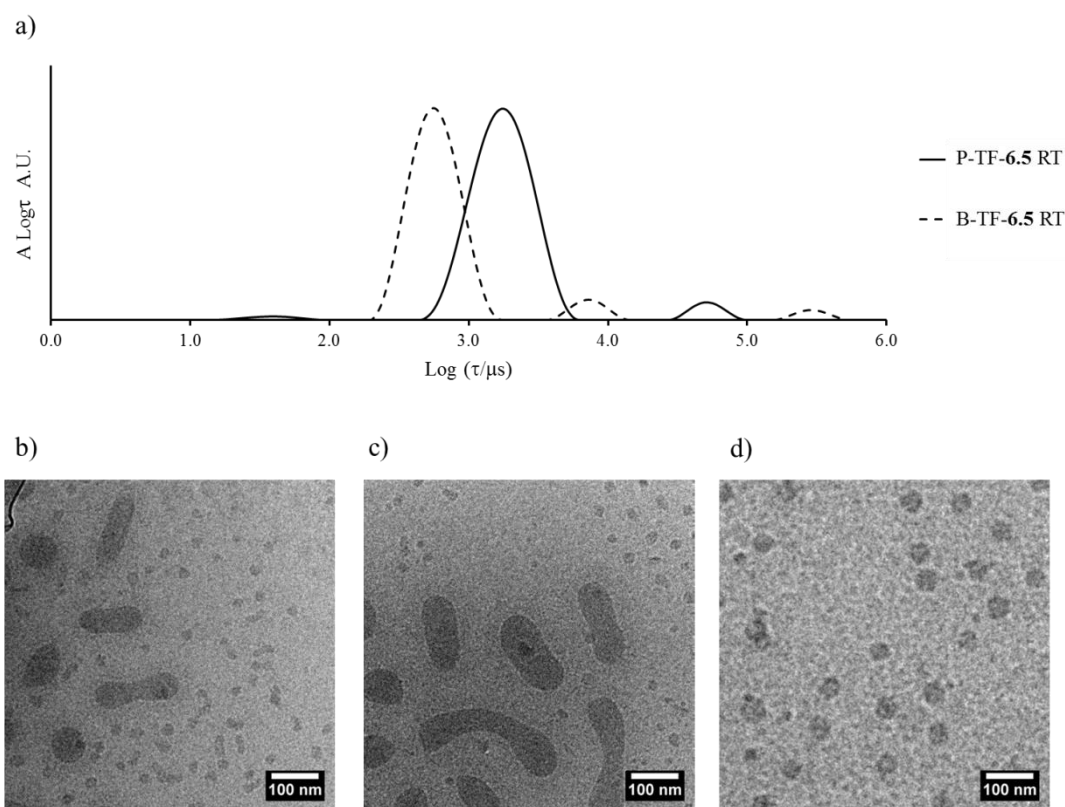 a)
A Logτ A.U.
P-TF-6.5 RT
B-TF-6.5 RT
0.0 1.0 2.0 3.0 4.0 5.0 6.0
Log (τ/μs)
b) c) d)
100 nm 100 nm 100 nm